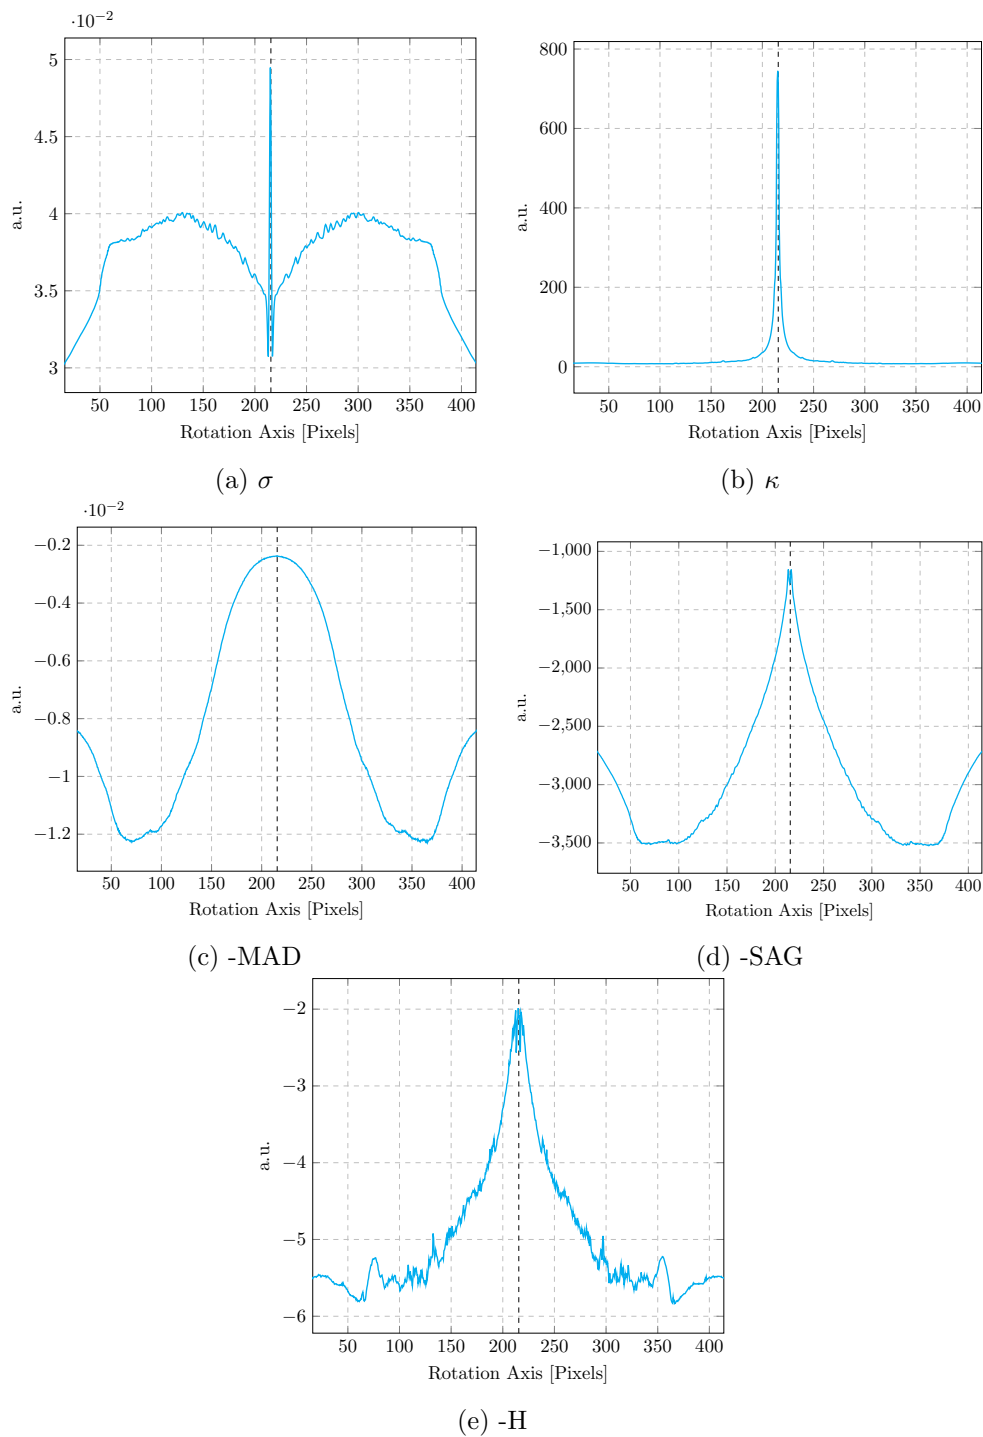 ·10⁻²
5
4.5
4
3.5
3
a.u.
50 100 150 200 250 300 350 400
Rotation Axis [Pixels]
(a) σ
800
600
400
200
0
a.u.
50 100 150 200 250 300 350 400
Rotation Axis [Pixels]
(b) κ
·10⁻²
−0.2
−0.4
−0.6
−0.8
−1
−1.2
a.u.
50 100 150 200 250 300 350 400
Rotation Axis [Pixels]
(c) -MAD
−1,000
−1,500
−2,000
−2,500
−3,000
−3,500
a.u.
50 100 150 200 250 300 350 400
Rotation Axis [Pixels]
(d) -SAG
−2
−3
−4
−5
−6
a.u.
50 100 150 200 250 300 350 400
Rotation Axis [Pixels]
(e) -H